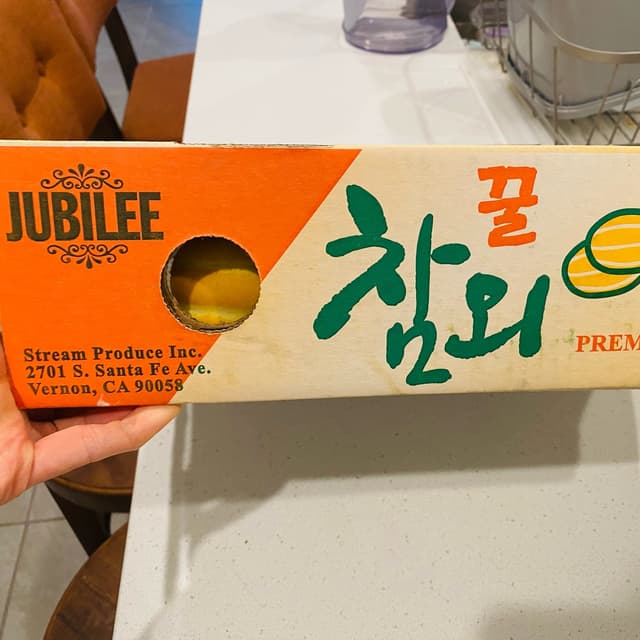 JUBILEE
Stream Produce Inc.
2701 S. Santa Fe Ave.
Vernon, CA 90058
꿀
참외
PREM